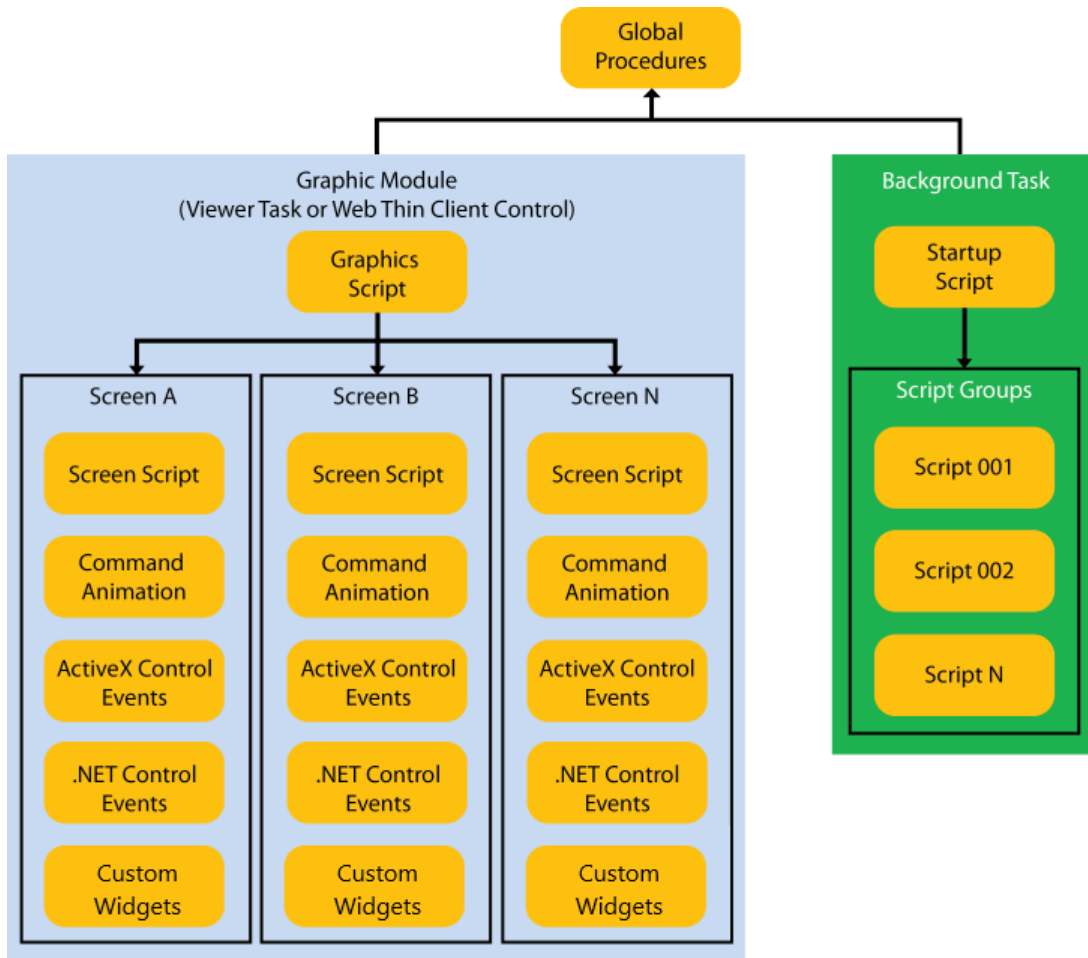 Global
Procedures
Graphic Module
(Viewer Task or Web Thin Client Control)
Graphics
Script
Screen A
Screen Script
Command
Animation
ActiveX Control
Events
.NET Control
Events
Custom
Widgets
Screen B
Screen Script
Command
Animation
ActiveX Control
Events
.NET Control
Events
Custom
Widgets
Screen N
Screen Script
Command
Animation
ActiveX Control
Events
.NET Control
Events
Custom
Widgets
Background Task
Startup
Script
Script Groups
Script 001
Script 002
Script N